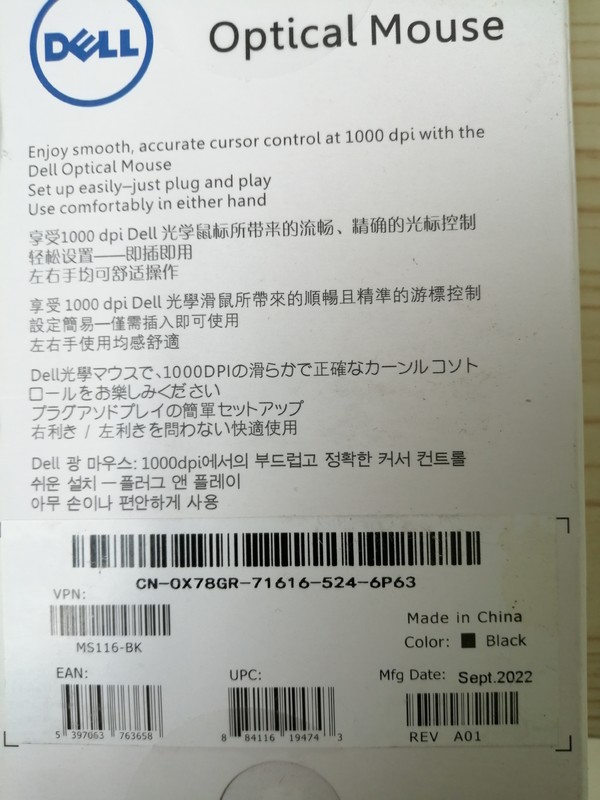 DELL
Optical Mouse
Enjoy smooth, accurate cursor control at 1000 dpi with the
Dell Optical Mouse
Set up easily–just plug and play
Use comfortably in either hand
享受1000 dpi Dell 光学鼠标所带来的流畅、精确的光标控制
轻松设置——即插即用
左右手均可舒适操作
享受 1000 dpi Dell 光學滑鼠所帶來的順暢且精準的游標控制
設定簡易—僅需插入即可使用
左右手使用均感舒適
Dell光學マウスで、1000DPIの滑らかで正確なカーンルコソト
ロールをお楽しみください
プラグアソドプレイの簡單セットアップ
右利き / 左利きを問わない快適使用
Dell 광 마우스: 1000dpi에서의 부드럽고 정확한 커서 컨트롤
쉬운 설치 —플러그 앤 플레이
아무 손이나 편안하게 사용
CN-0X78GR-71616-524-6P63
VPN:
MS116-BK
Made in China
Color: Black
EAN:
5 397063 763658
UPC:
8 84116 19474 3
Mfg Date: Sept.2022
REV A01